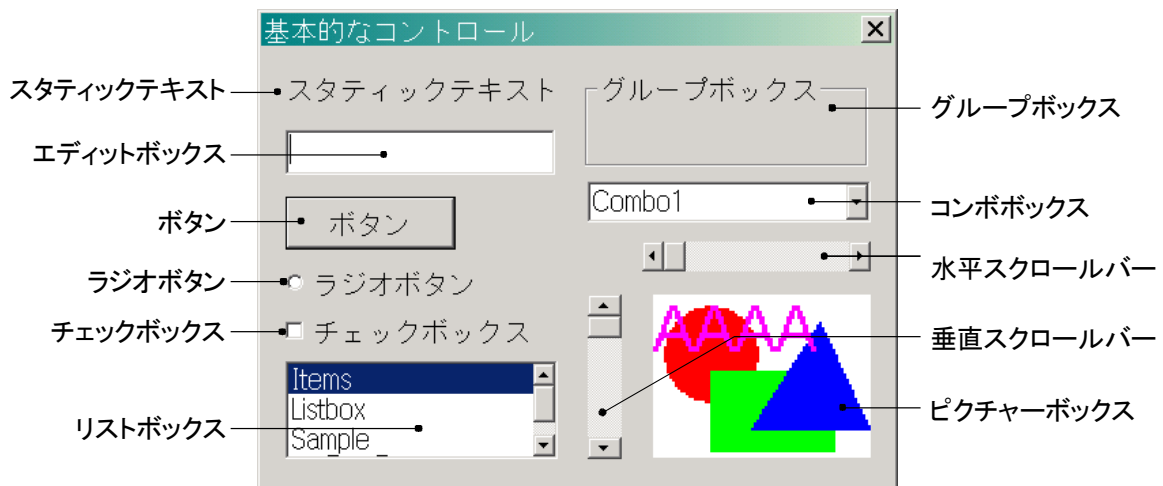 基本的なコントロール
スタティックテキスト
スタティックテキスト
グループボックス
グループボックス
エディットボックス
Combo1
コンボボックス
ボタン
ボタン
水平スクロールバー
ラジオボタン
ラジオボタン
チェックボックス
チェックボックス
垂直スクロールバー
Items
Listbox
Sample
リストボックス
ピクチャーボックス